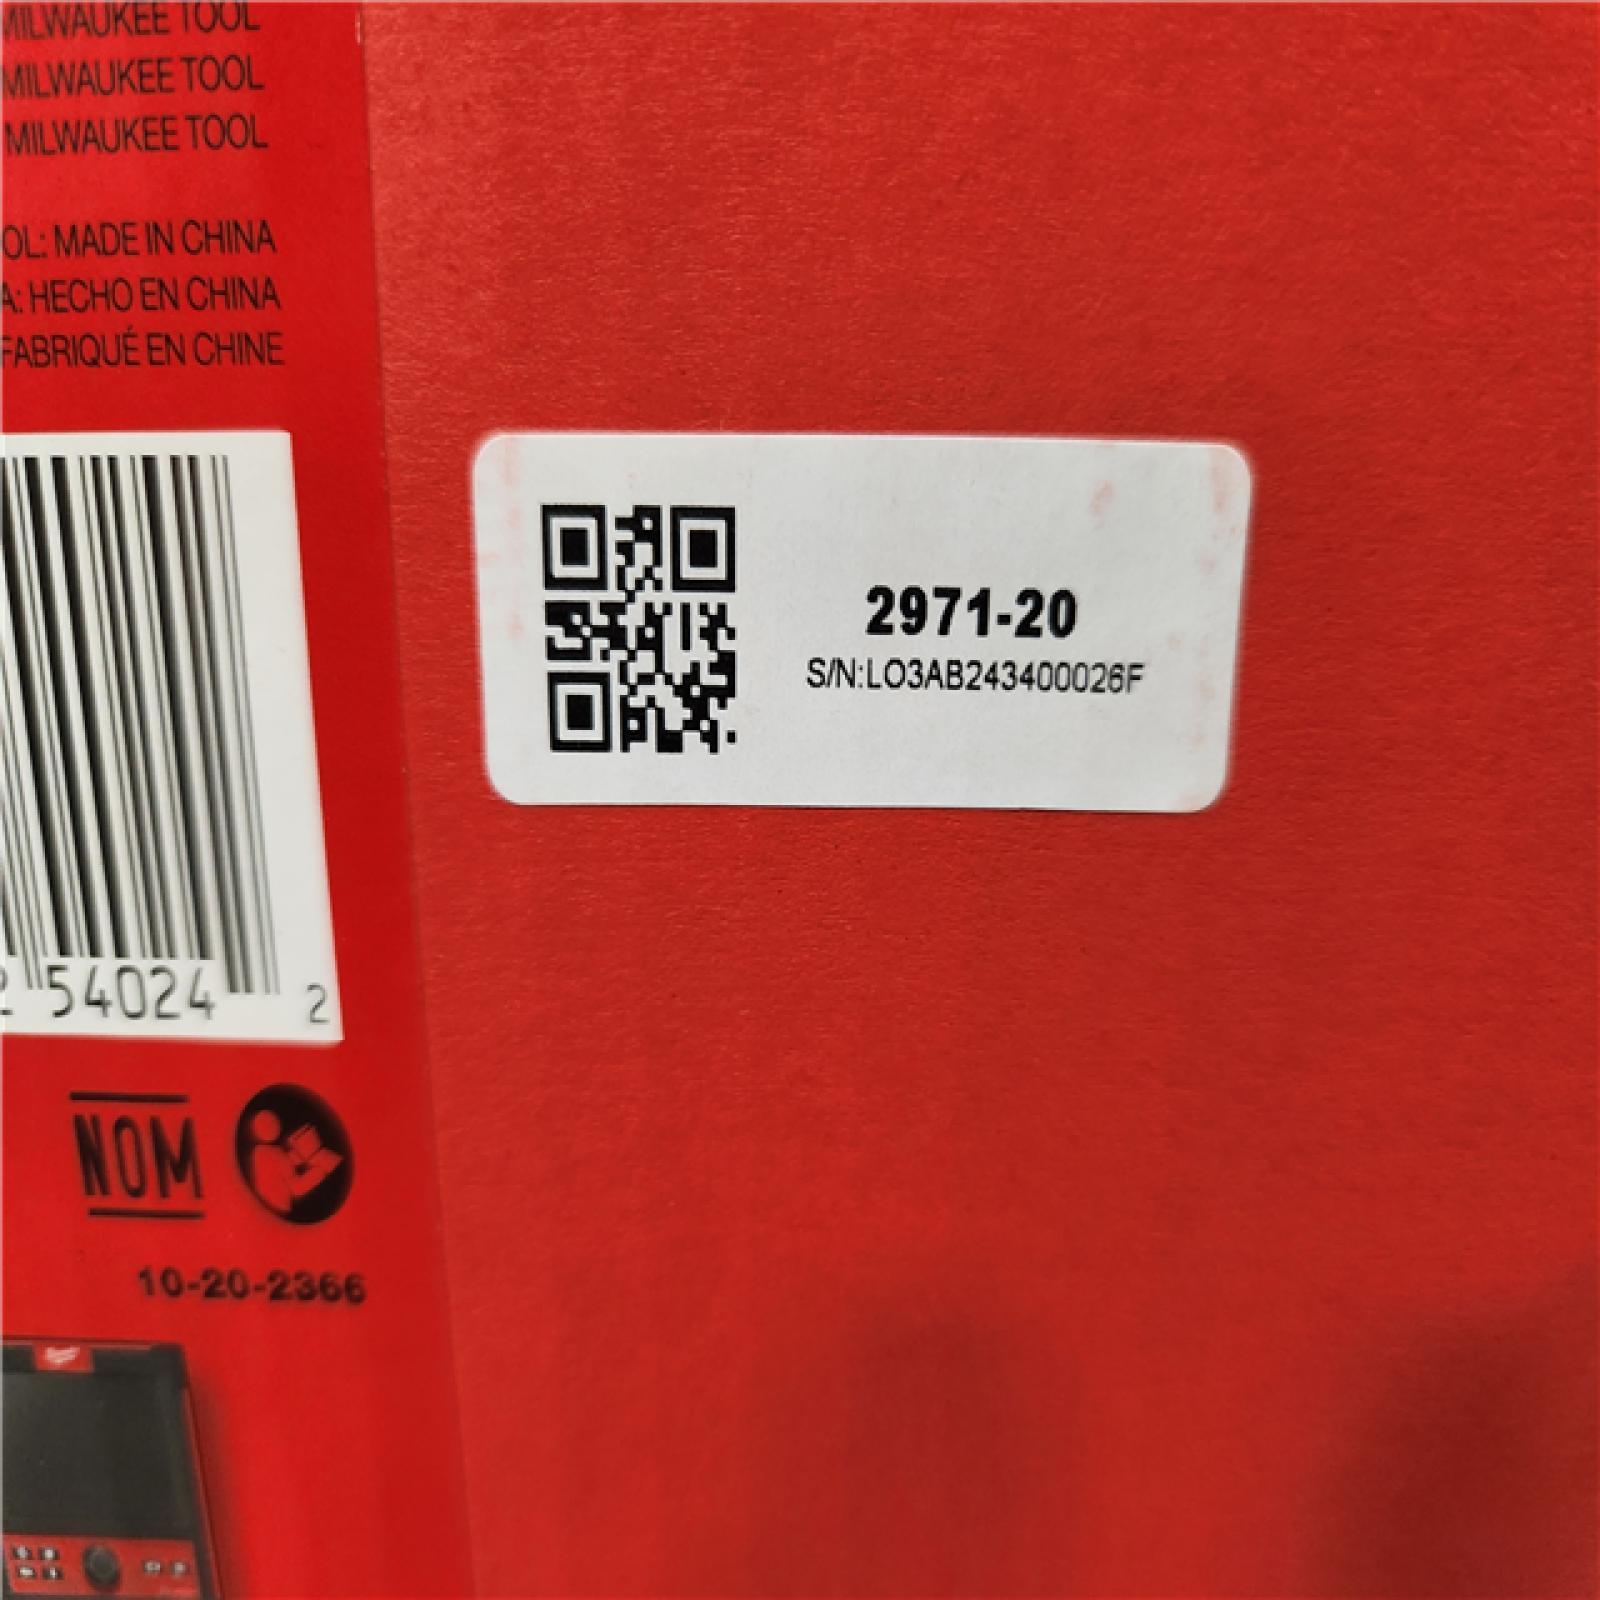 MILWAUKEE TOOL
MILWAUKEE TOOL
MILWAUKEE TOOL
OL: MADE IN CHINA
A: HECHO EN CHINA
FABRIQUÉ EN CHINE
2971-20
S/N:LO3AB243400026F
2 54024 2
NOM
10-20-2366